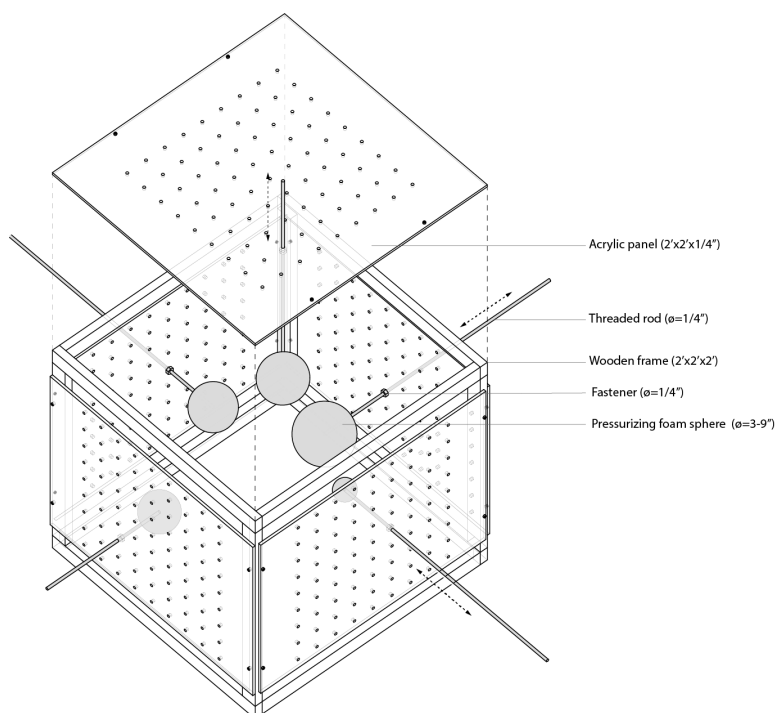 Acrylic panel (2’x2’x1/4”)
Threaded rod (ø=1/4”)
Wooden frame (2’x2’x2’)
Fastener (ø=1/4”)
Pressurizing foam sphere (ø=3-9”)